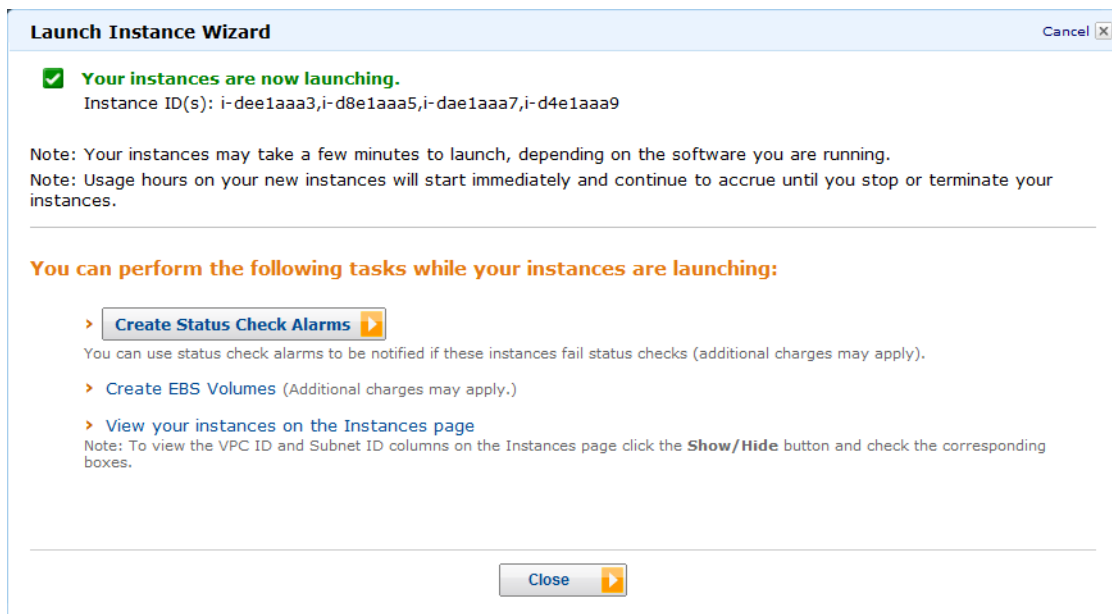 Launch Instance Wizard
Cancel
Your instances are now launching.
Instance ID(s): i-dee1aaa3,i-d8e1aaa5,i-dae1aaa7,i-d4e1aaa9
Note: Your instances may take a few minutes to launch, depending on the software you are running.
Note: Usage hours on your new instances will start immediately and continue to accrue until you stop or terminate your
instances.
You can perform the following tasks while your instances are launching:
Create Status Check Alarms
You can use status check alarms to be notified if these instances fail status checks (additional charges may apply).
Create EBS Volumes (Additional charges may apply.)
View your instances on the Instances page
Note: To view the VPC ID and Subnet ID columns on the Instances page click the Show/Hide button and check the corresponding
boxes.
Close